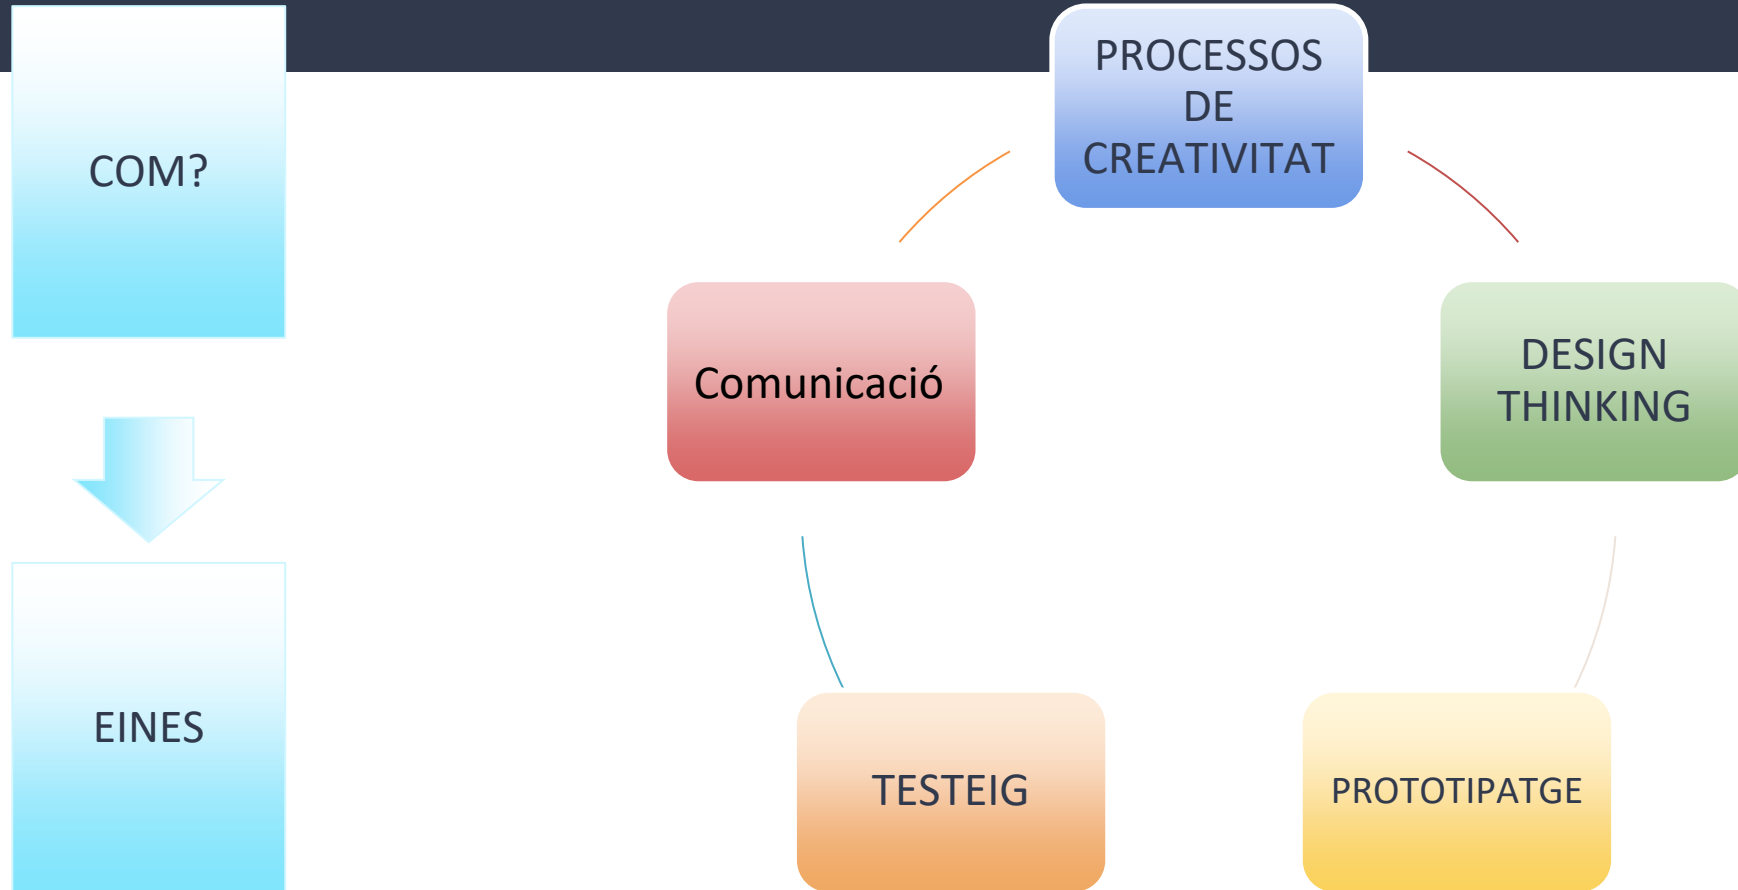 COM?
EINES
PROCESSOS
DE
CREATIVITAT
DESIGN
THINKING
PROTOTIPATGE
TESTEIG
Comunicació